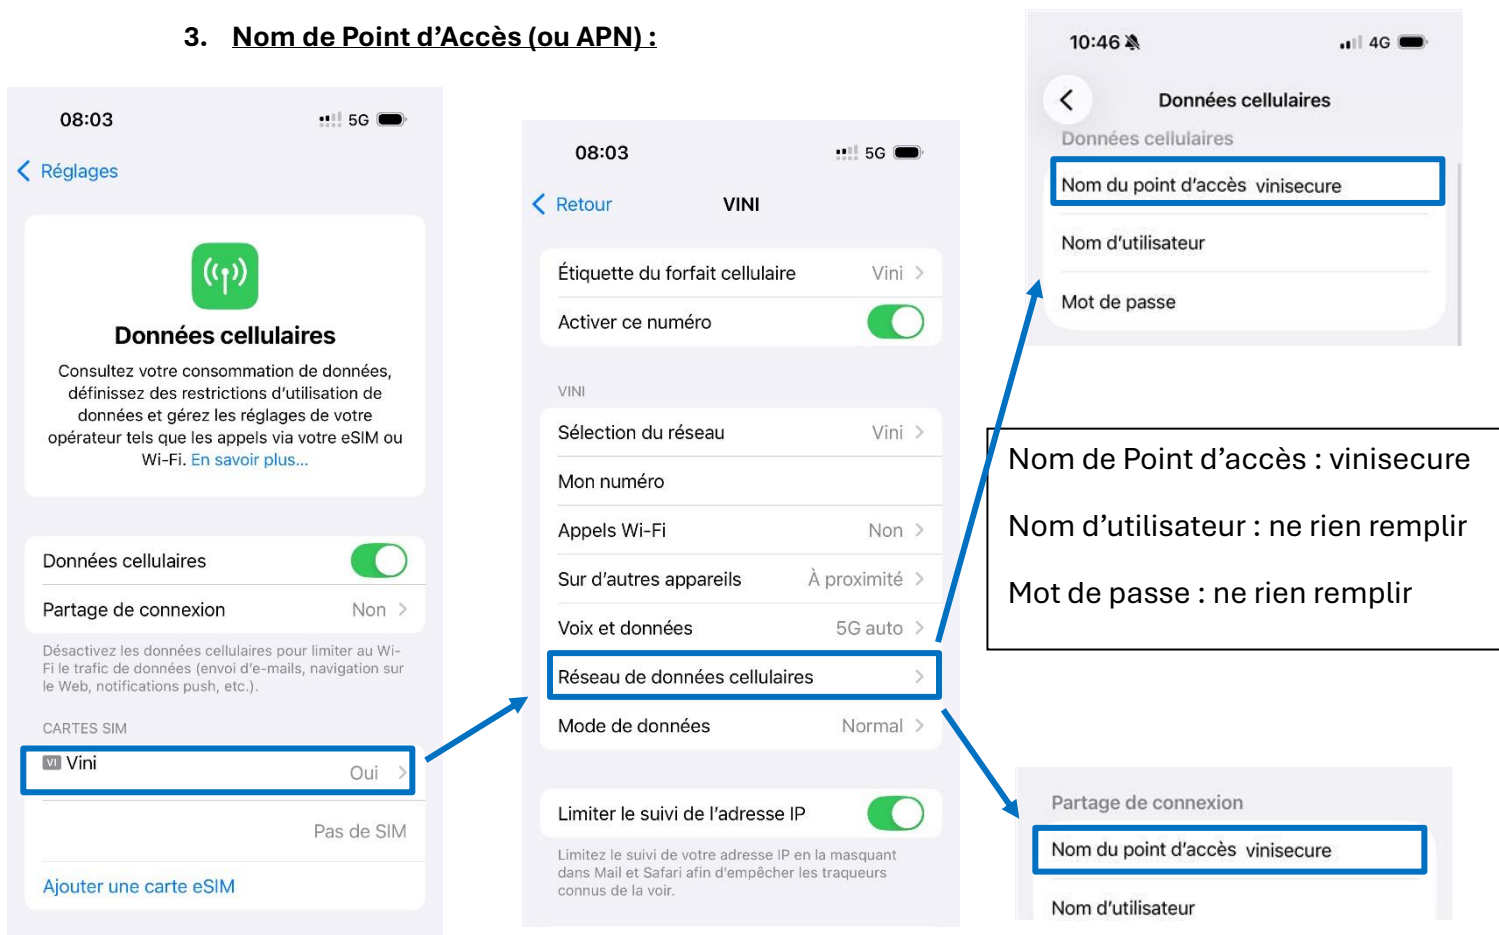 3. Nom de Point d’Accès (ou APN) :
08:03
5G
Réglages
Données cellulaires
Consultez votre consommation de données,
définissez des restrictions d’utilisation de
données et gérez les réglages de votre
opérateur tels que les appels via votre eSIM ou
Wi-Fi. En savoir plus...
Données cellulaires
Partage de connexion Non
Désactivez les données cellulaires pour limiter au Wi-
Fi le trafic de données (envoi d’e-mails, navigation sur
le Web, notifications push, etc.).
CARTES SIM
VI Vini
Oui
Pas de SIM
Ajouter une carte eSIM
08:03
5G
Retour VINI
Étiquette du forfait cellulaire Vini
Activer ce numéro
VINI
Sélection du réseau Vini
Mon numéro
Appels Wi-Fi Non
Sur d’autres appareils À proximité
Voix et données 5G auto
Réseau de données cellulaires
Mode de données Normal
Limiter le suivi de l’adresse IP
Limitez le suivi de votre adresse IP en la masquant
dans Mail et Safari afin d’empêcher les traqueurs
connus de la voir.
10:46
4G
Données cellulaires
Données cellulaires
Nom du point d’accès vinisecure
Nom d’utilisateur
Mot de passe
Nom de Point d’accès : vinisecure
Nom d’utilisateur : ne rien remplir
Mot de passe : ne rien remplir
Partage de connexion
Nom du point d’accès vinisecure
Nom d’utilisateur